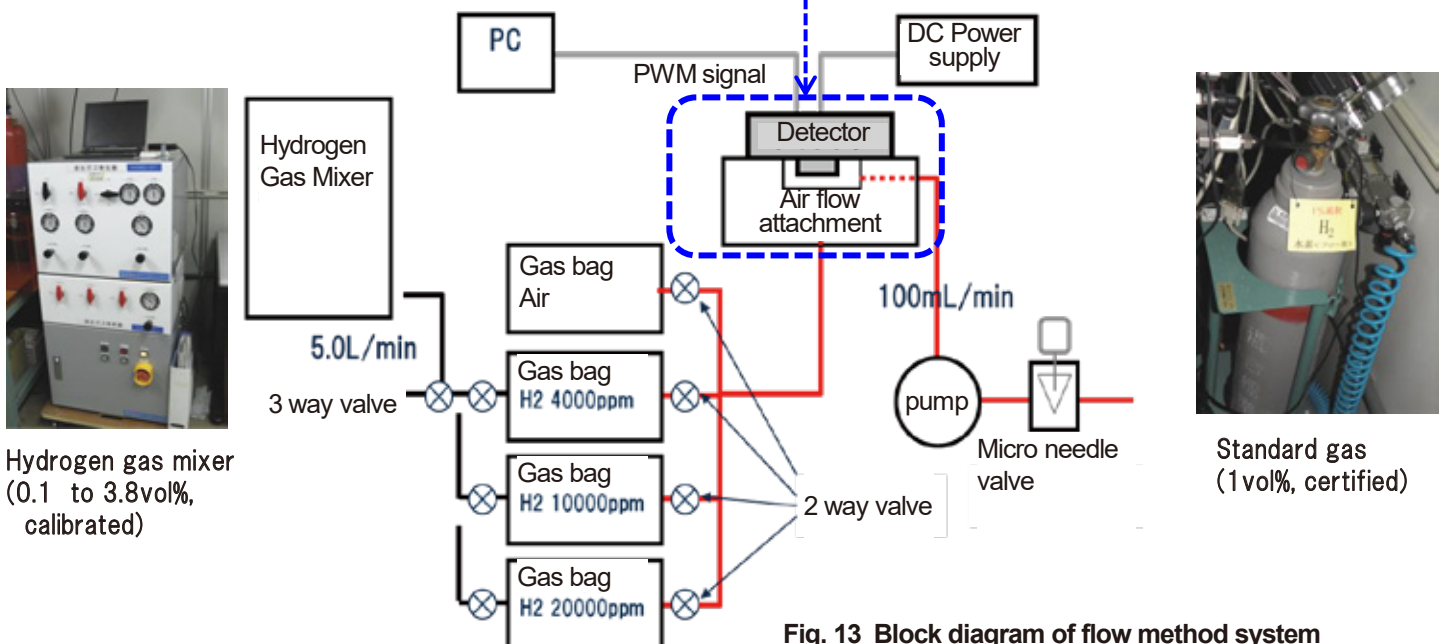 PC
DC Power
supply
PWM signal
Hydrogen
Gas Mixer
Detector
Air flow
attachment
Gas bag
Air
100mL/min
5.0L/min
Gas bag
H2 4000ppm
3 way valve
pump
Gas bag
H2 10000ppm
Micro needle
valve
2 way valve
Gas bag
H2 20000ppm
Hydrogen gas mixer
(0.1 to 3.8vol%,
calibrated)
H2
Standard gas
(1vol%, certified)
Fig. 13 Block diagram of flow method system